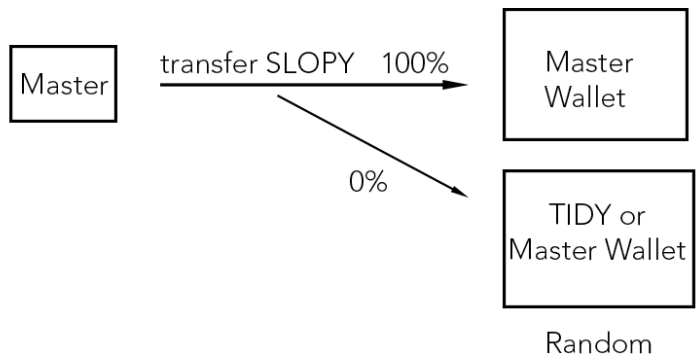 Master
transfer SLOPY 100%
Master
Wallet
0%
TIDY or
Master Wallet
Random